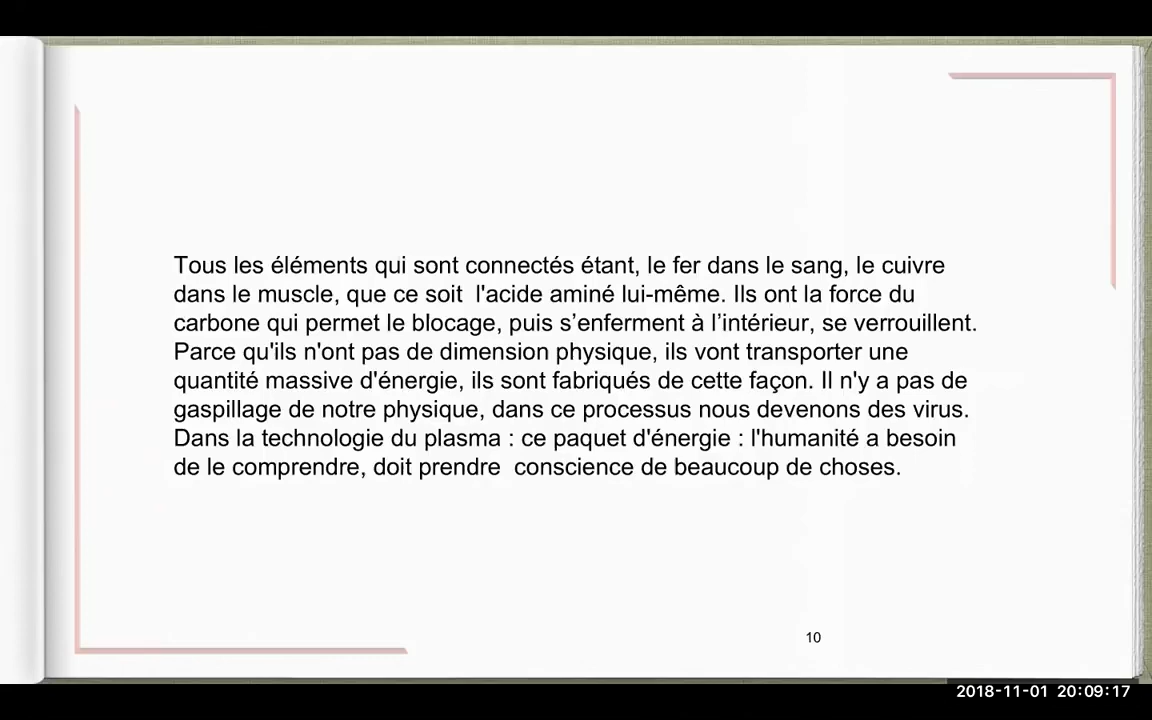 Tous les éléments qui sont connectés étant, le fer dans le sang, le cuivre
dans le muscle, que ce soit  l'acide aminé lui-même. Ils ont la force du
carbone qui permet le blocage, puis s’enferment à l’intérieur, se verrouillent.
Parce qu'ils n'ont pas de dimension physique, ils vont transporter une
quantité massive d'énergie, ils sont fabriqués de cette façon. Il n'y a pas de
gaspillage de notre physique, dans ce processus nous devenons des virus.
Dans la technologie du plasma : ce paquet d'énergie : l'humanité a besoin
de le comprendre, doit prendre  conscience de beaucoup de choses.
10
2018-11-01 20:09:17